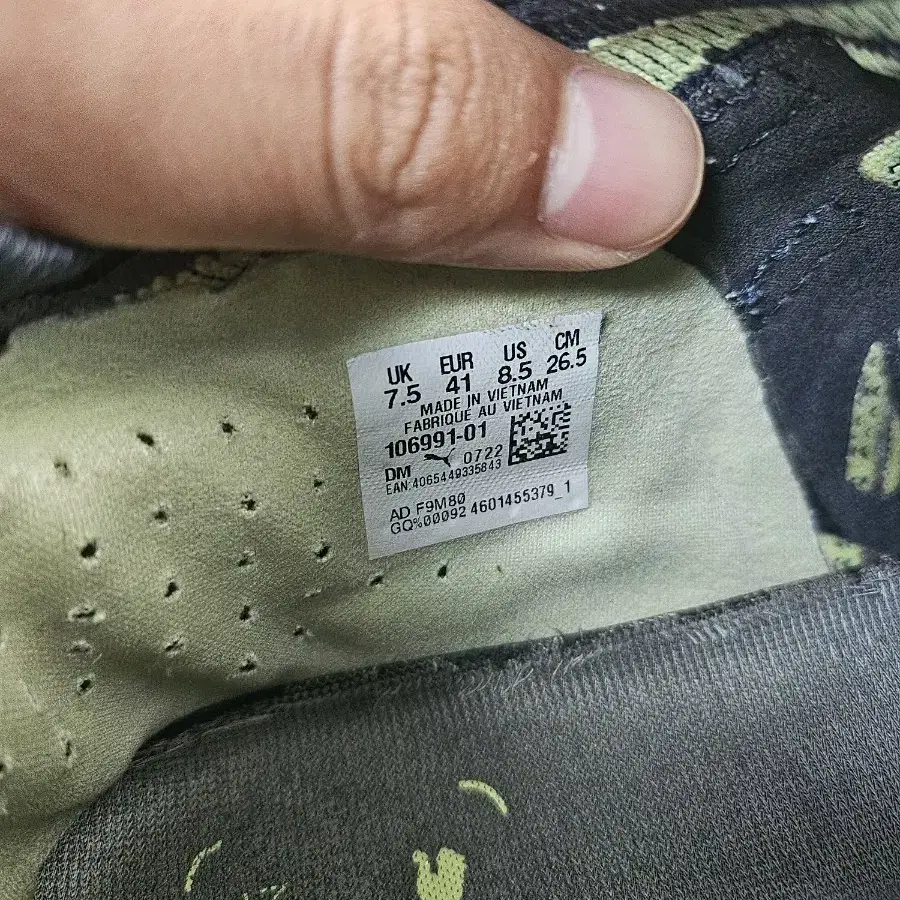 UK EUR US CM
7.5 41 8.5 26.5
MADE IN VIETNAM
FABRIQUE AU VIETNAM
106991-01
DM 0722
EAN:4065449335843
AD F9M80
GQ%00092 4601455379_1